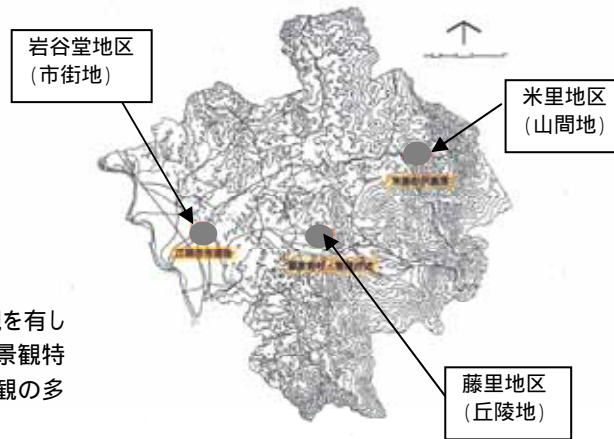 岩谷堂地区
(市街地)
米里地区
(山間地)
観を有し
景観特
観の多
藤里地区
(丘陵地)